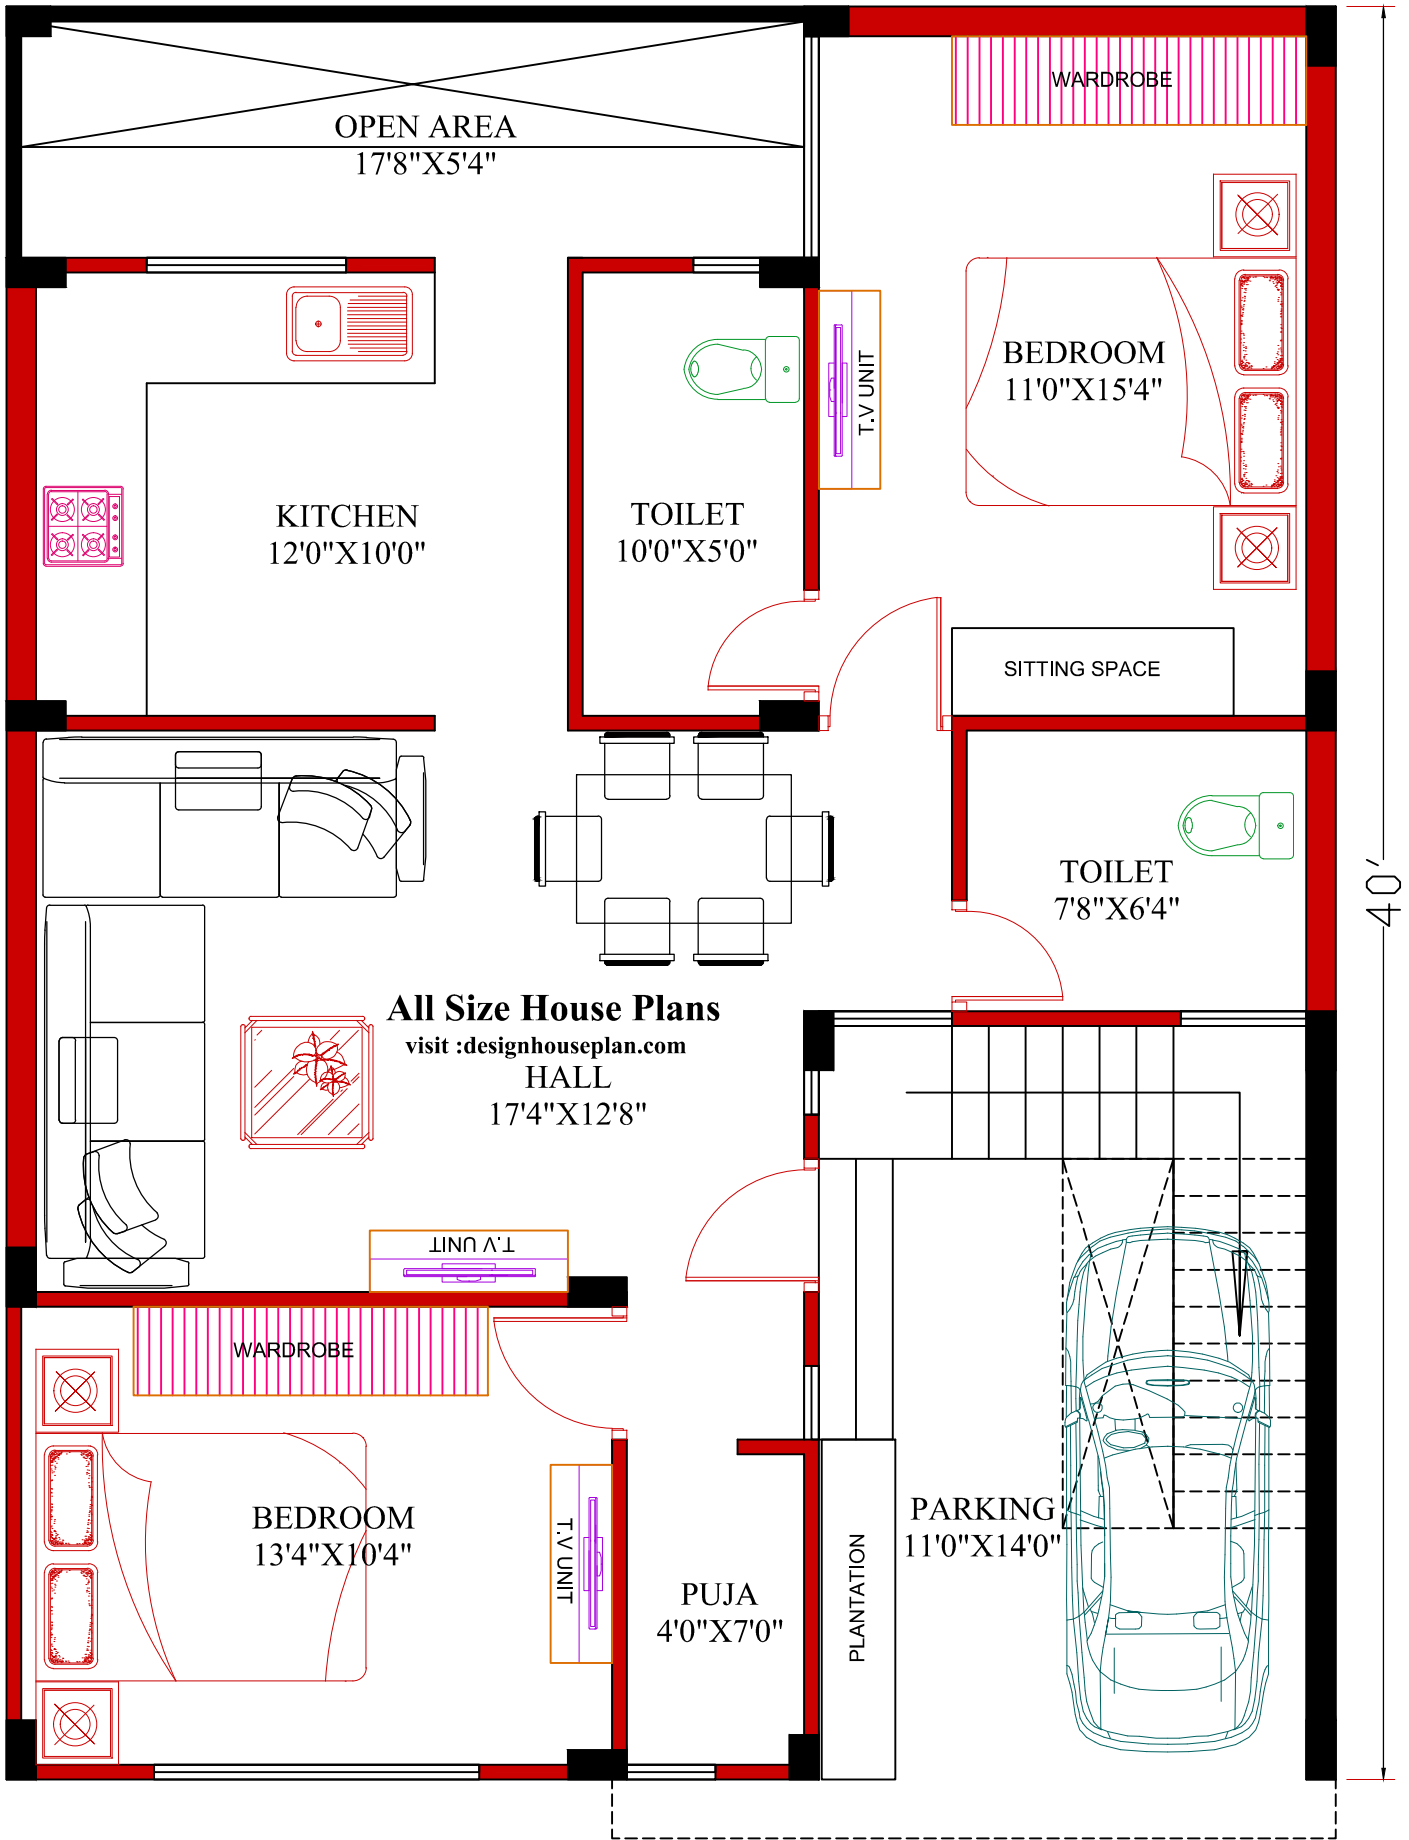 WARDROBE
OPEN AREA
17'8"X5'4"
BEDROOM
11'0"X15'4"
T.V UNIT
KITCHEN
12'0"X10'0"
TOILET
10'0"X5'0"
SITTING SPACE
TOILET
7'8"X6'4"
40'
All Size House Plans
visit :designhouseplan.com
HALL
17'4"X12'8"
T.V UNIT
WARDROBE
BEDROOM
13'4"X10'4"
T.V UNIT
PUJA
4'0"X7'0"
PLANTATION
PARKING
11'0"X14'0"